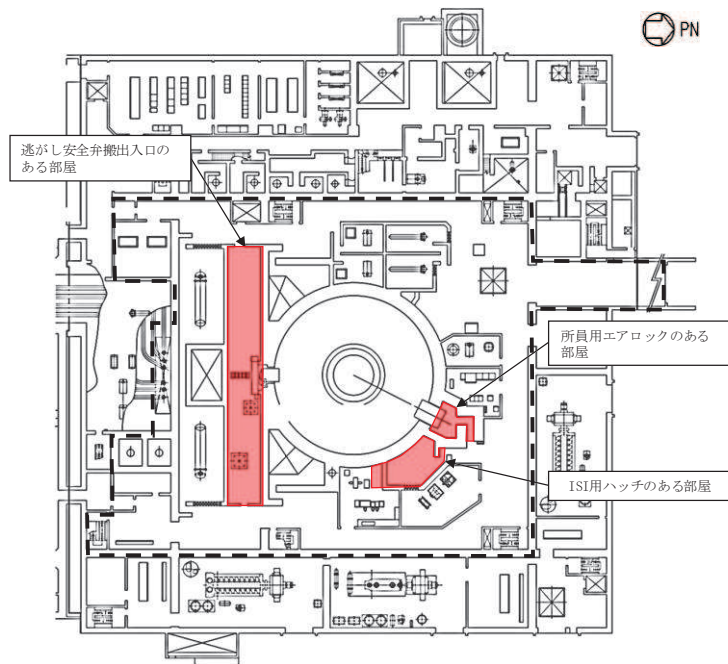 PN
逃がし安全弁搬出入口の
ある部屋
所員用エアロックのある
部屋
ISI用ハッチのある部屋